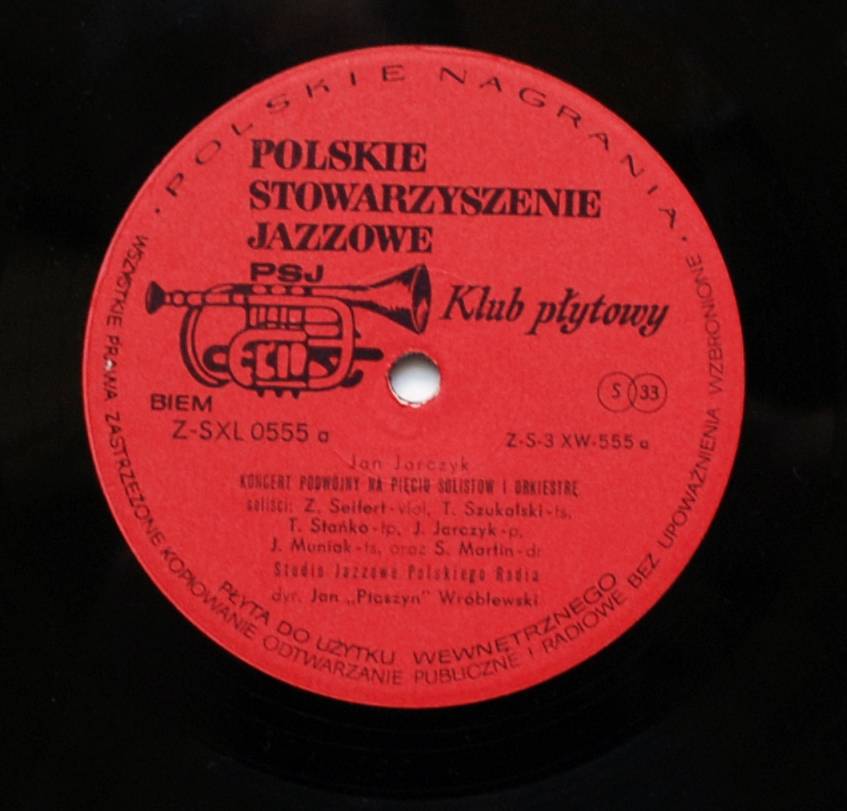 · POLSKIE NAGRANIA ·
POLSKIE
STOWARZYSZENIE
JAZZOWE
PSJ
Klub płytowy
BIEM
S 33
Z-SXL 0555 a
Z-S-3 XW-555 a
Jan Jarczyk
KONCERT PODWÓJNY NA PIĘCIU SOLISTÓW I ORKIESTRĘ
soliści: Z. Seifert-viol, T. Szukalski-ts,
T. Stańko-tp, J. Jarczyk-p,
J. Muniak-ts, oraz S. Martin-dr
Studio Jazzowe Polskiego Radia
dyr. Jan „Ptaszyn" Wróblewski
PŁYTA DO UŻYTKU WEWNĘTRZNEGO
WSZYSTKIE PRAWA ZASTRZEŻONE KOPIOWANIE ODTWARZANIE PUBLICZNE I RADIOWE BEZ UPOWAŻNIENIA WZBRONIONE